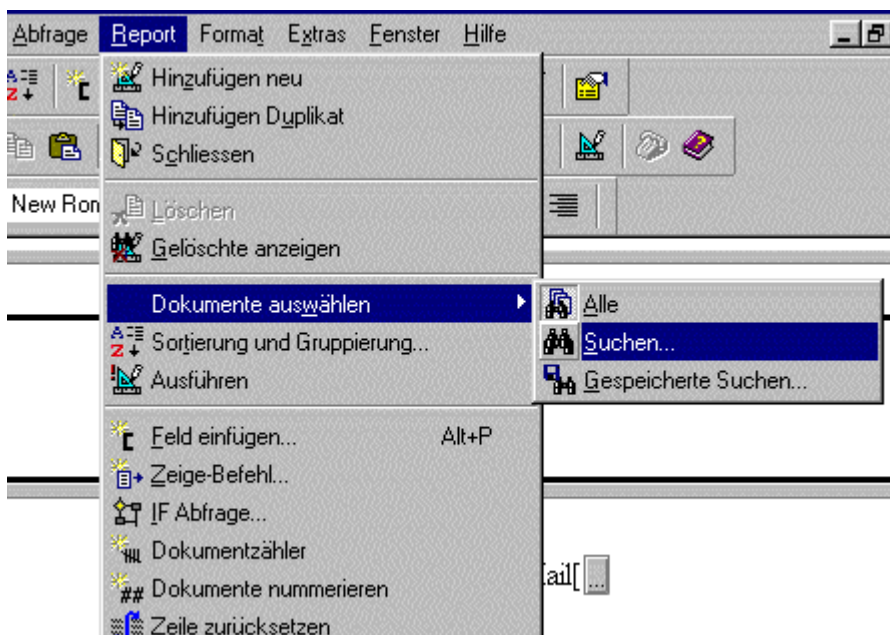 Abfrage Report Format Extras Fenster Hilfe
Hinzufügen neu
Hinzufügen Duplikat
Schliessen
New Ron
Löschen
Gelöschte anzeigen
Dokumente auswählen
Alle
Sortierung und Gruppierung...
Suchen...
Ausführen
Gespeicherte Suchen...
Feld einfügen... Alt+P
Zeige-Befehl...
IF Abfrage...
Dokumentzähler
ail[ ...
Dokumente nummerieren
Zeile zurücksetzen